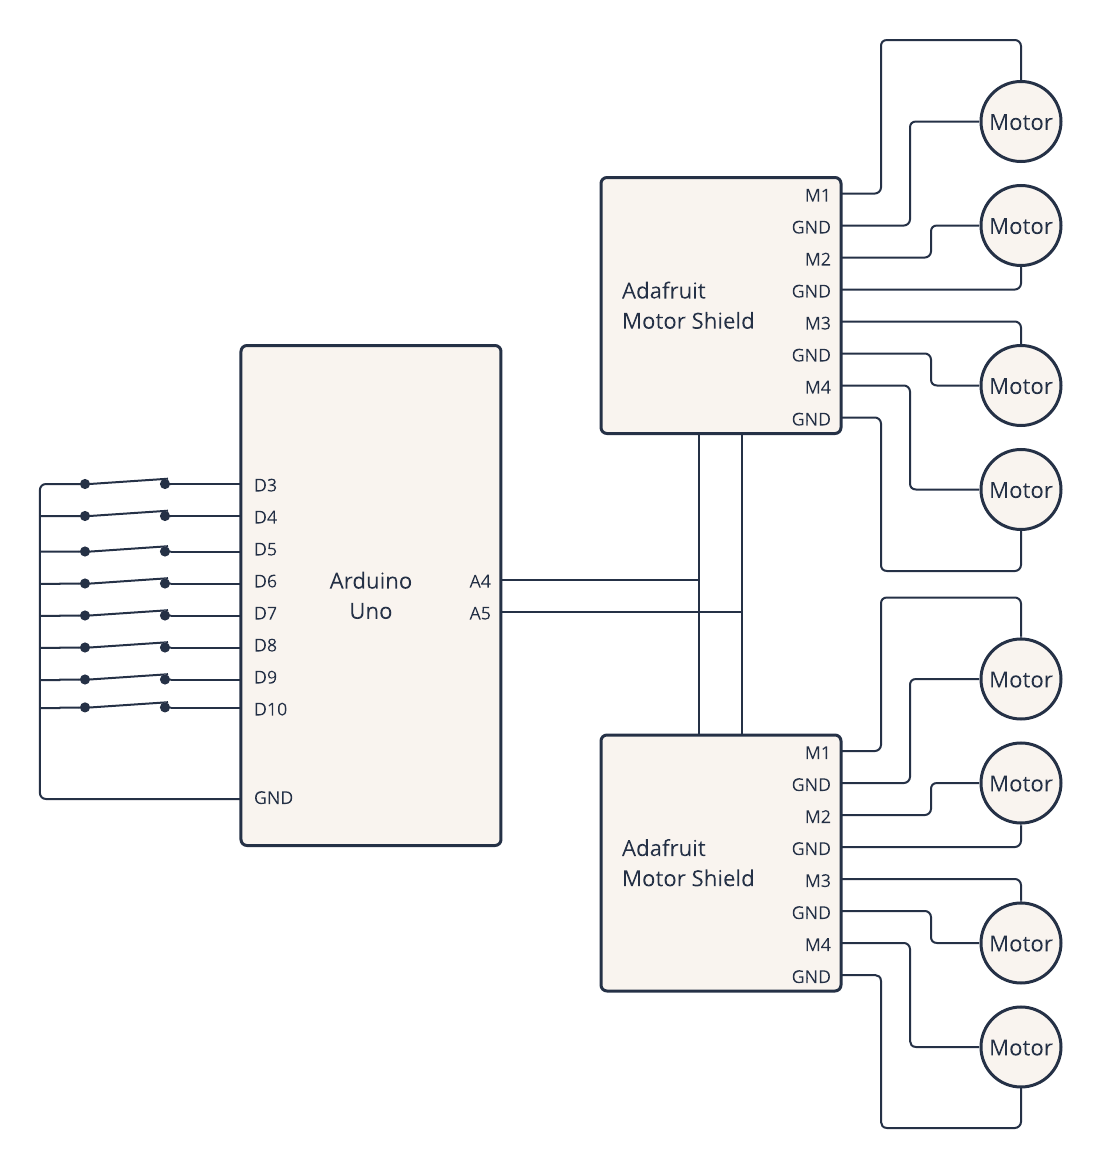 D3
D4
D5
D6
D7
D8
D9
D10
GND
Arduino
Uno
A4
A5
Adafruit
Motor Shield
M1
GND
M2
GND
M3
GND
M4
GND
Motor
Motor
Motor
Motor
Adafruit
Motor Shield
M1
GND
M2
GND
M3
GND
M4
GND
Motor
Motor
Motor
Motor